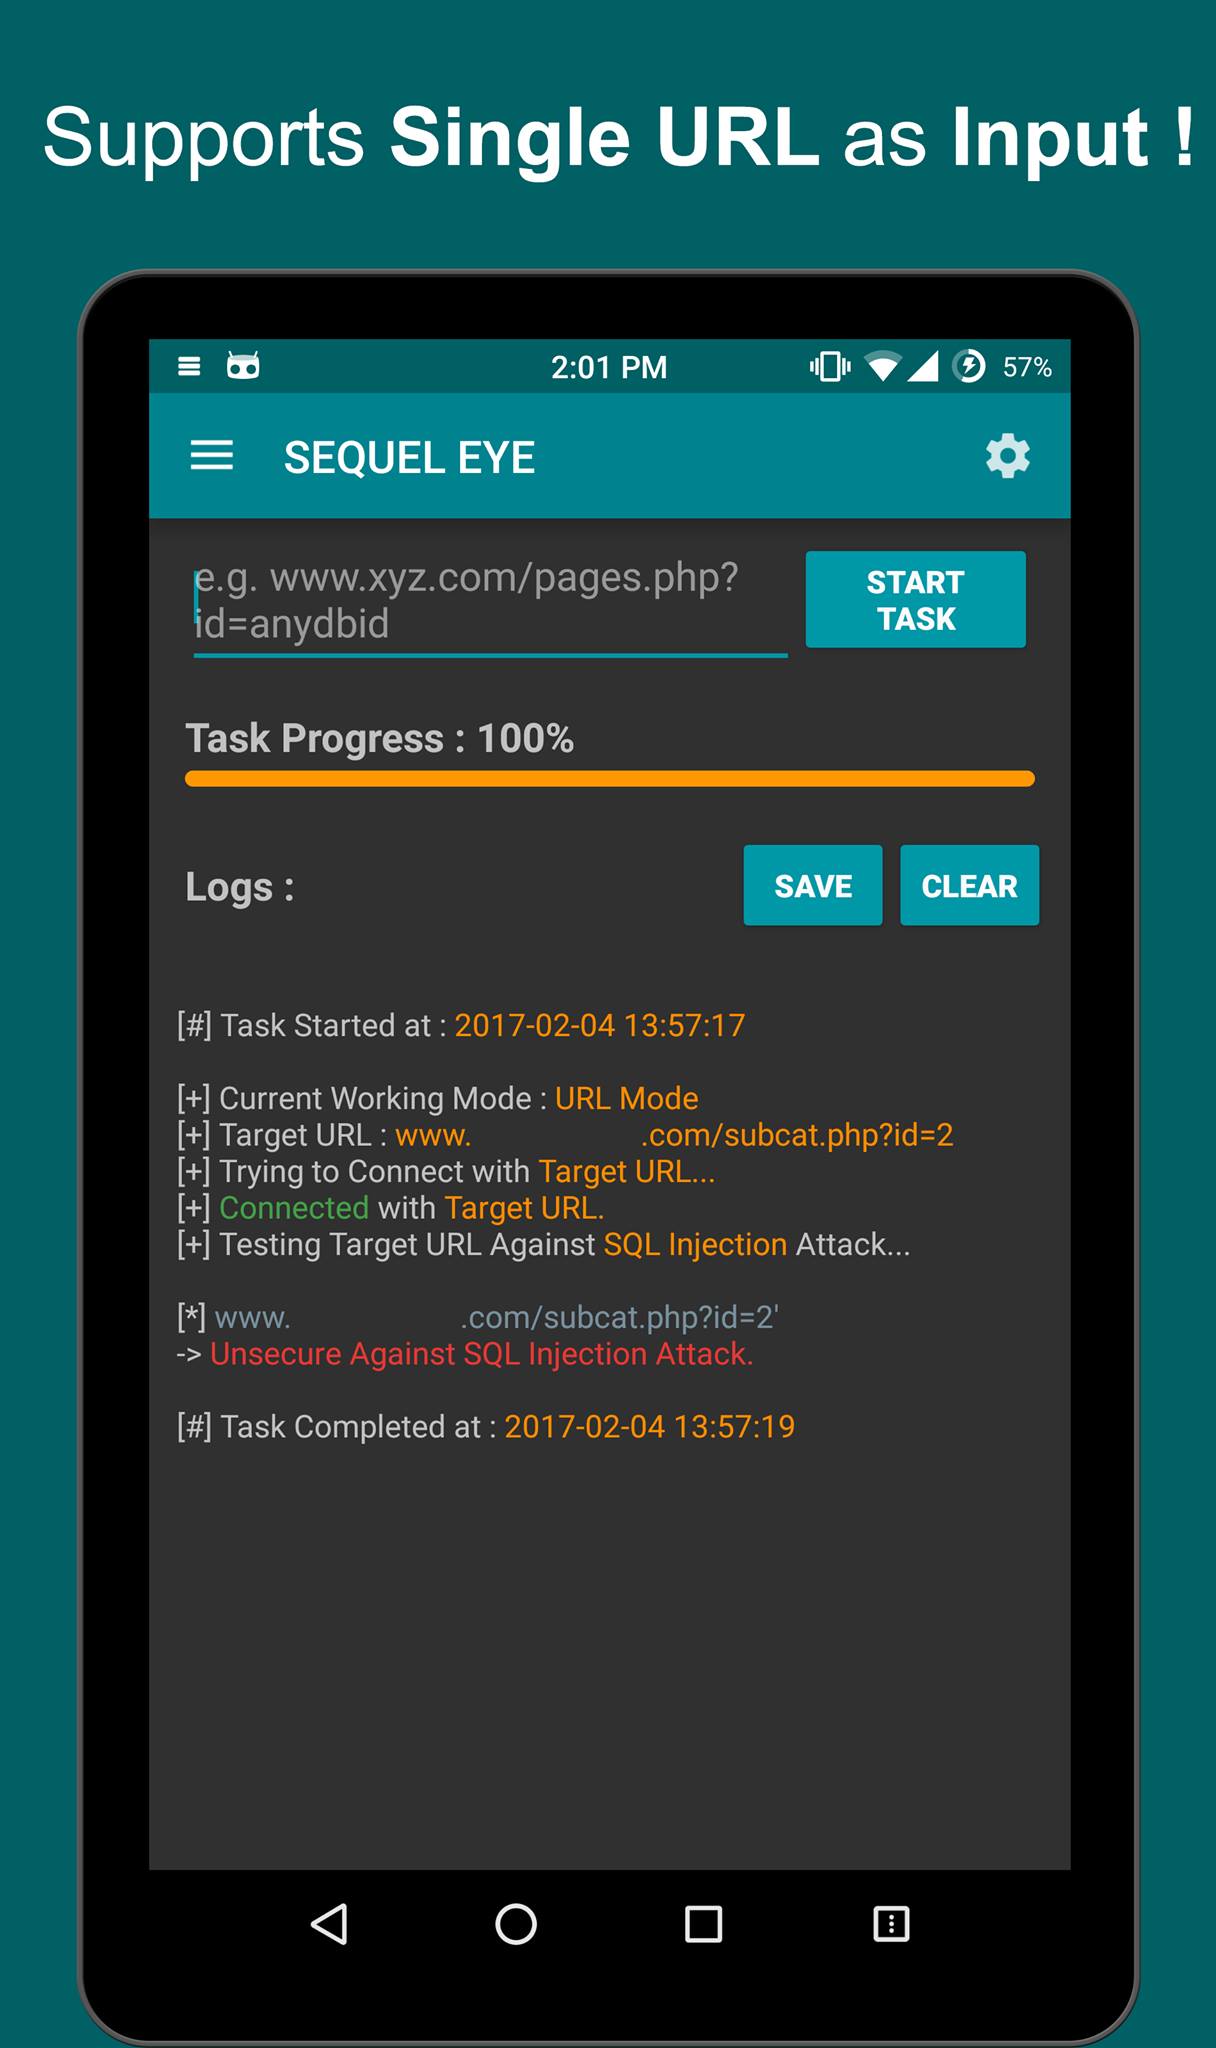 Supports Single URL as Input !
2:01 PM 57%
SEQUEL EYE
e.g. www.xyz.com/pages.php?
id=anydbid
START
TASK
Task Progress : 100%
Logs :
SAVE
CLEAR
[#] Task Started at : 2017-02-04 13:57:17
[+] Current Working Mode : URL Mode
[+] Target URL : www. .com/subcat.php?id=2
[+] Trying to Connect with Target URL...
[+] Connected with Target URL.
[+] Testing Target URL Against SQL Injection Attack...
[*] www. .com/subcat.php?id=2'
-> Unsecure Against SQL Injection Attack.
[#] Task Completed at : 2017-02-04 13:57:19